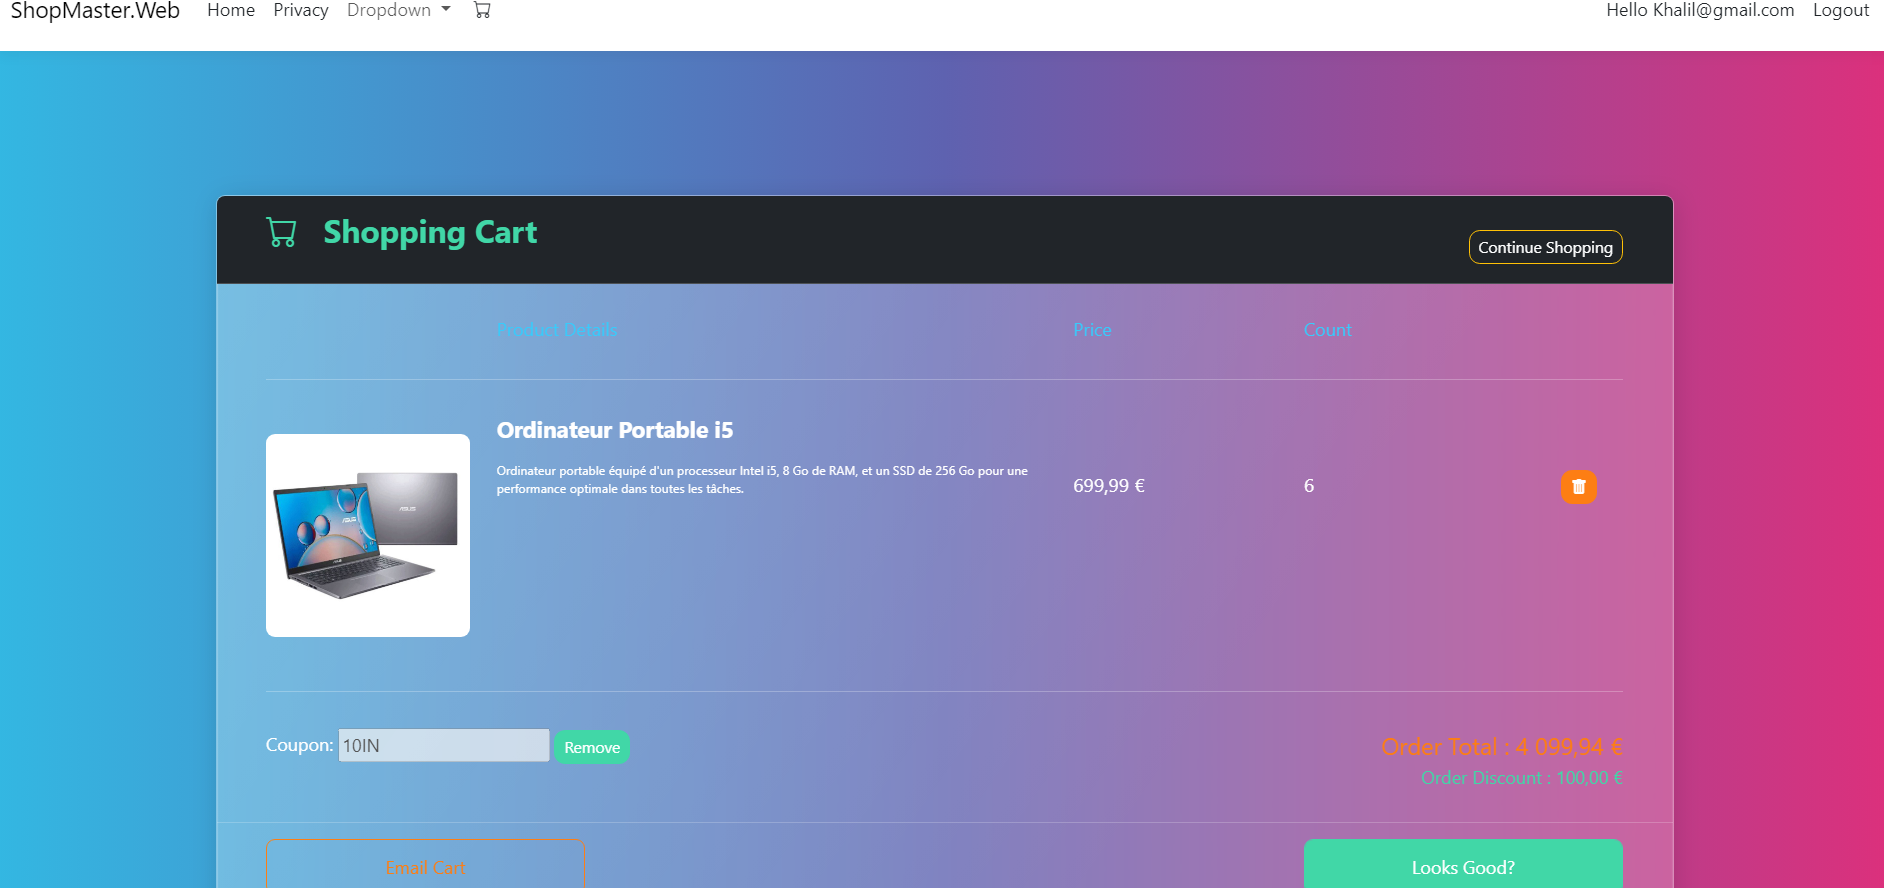 ShopMaster.Web Home Privacy Dropdown Hello Khalil@gmail.com Logout
Shopping Cart
Continue Shopping
Product Details Price Count
Ordinateur Portable i5
Ordinateur portable équipé d'un processeur Intel i5, 8 Go de RAM, et un SSD de 256 Go pour une
performance optimale dans toutes les tâches.
699,99 € 6
ASUS
ASUS
Coupon: 10IN Remove
Order Total : 4 099,94 €
Order Discount : 100,00 €
Email Cart Looks Good?